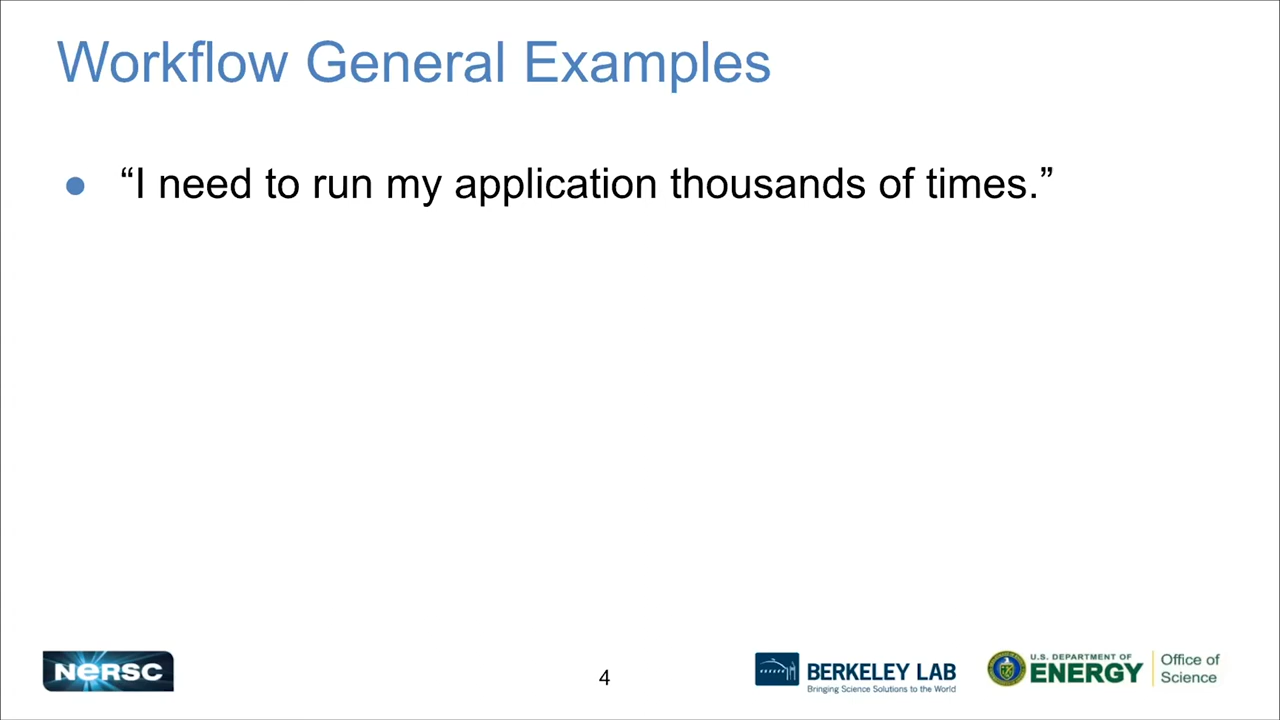 Workflow General Examples
● “I need to run my application thousands of times.”
NERSC
4
BERKELEY LAB
Bringing Science Solutions to the World
U.S. DEPARTMENT OF
ENERGY
Office of
Science